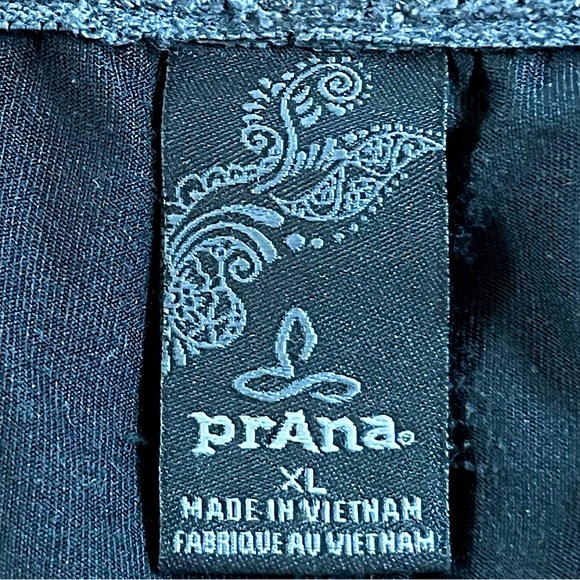 prAna®
XL
MADE IN VIETNAM
FABRIQUE AU VIETNAM